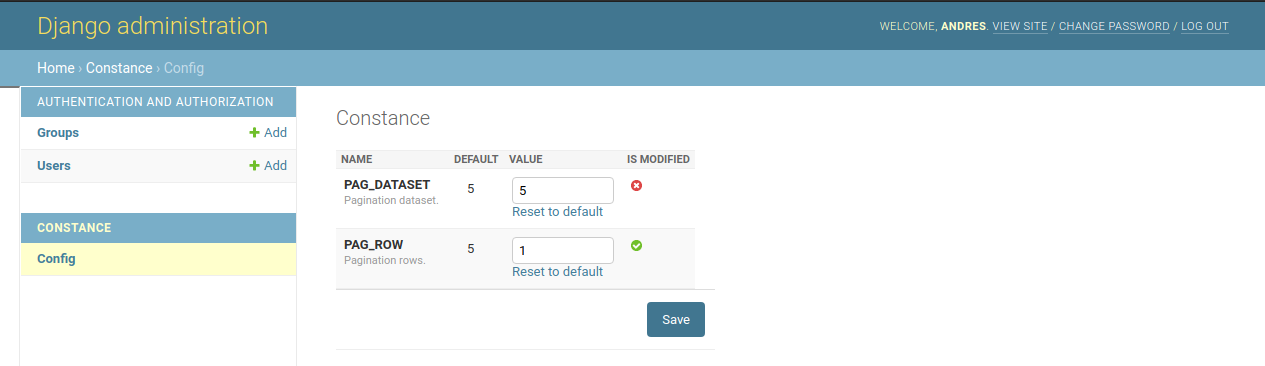 Django administration
WELCOME, ANDRES. VIEW SITE / CHANGE PASSWORD / LOG OUT
Home › Constance › Config
AUTHENTICATION AND AUTHORIZATION
Groups Add
Users Add
CONSTANCE
Config
Constance
NAME DEFAULT VALUE IS MODIFIED
PAG_DATASET 5 5
Pagination dataset.
Reset to default
PAG_ROW 5 1
Pagination rows.
Reset to default
Save